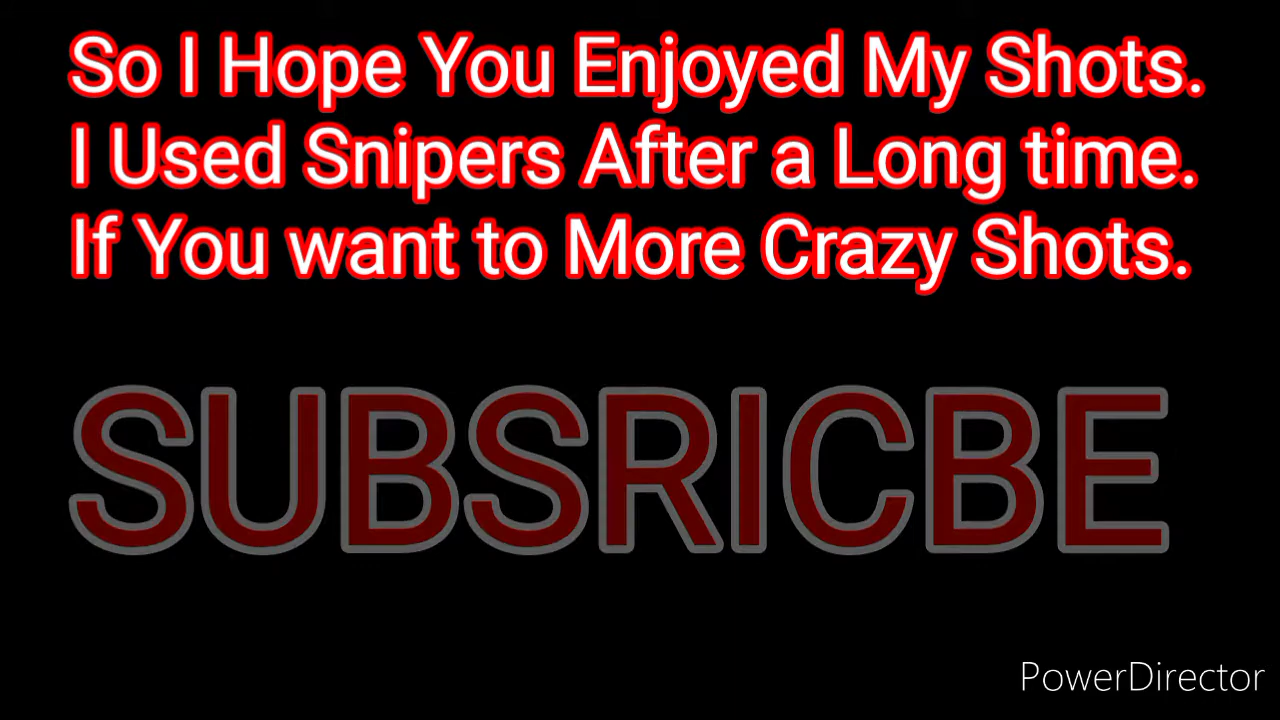 So I Hope You Enjoyed My Shots.
I Used Snipers After a Long time.
If You want to More Crazy Shots.
SUBSRICBE
PowerDirector